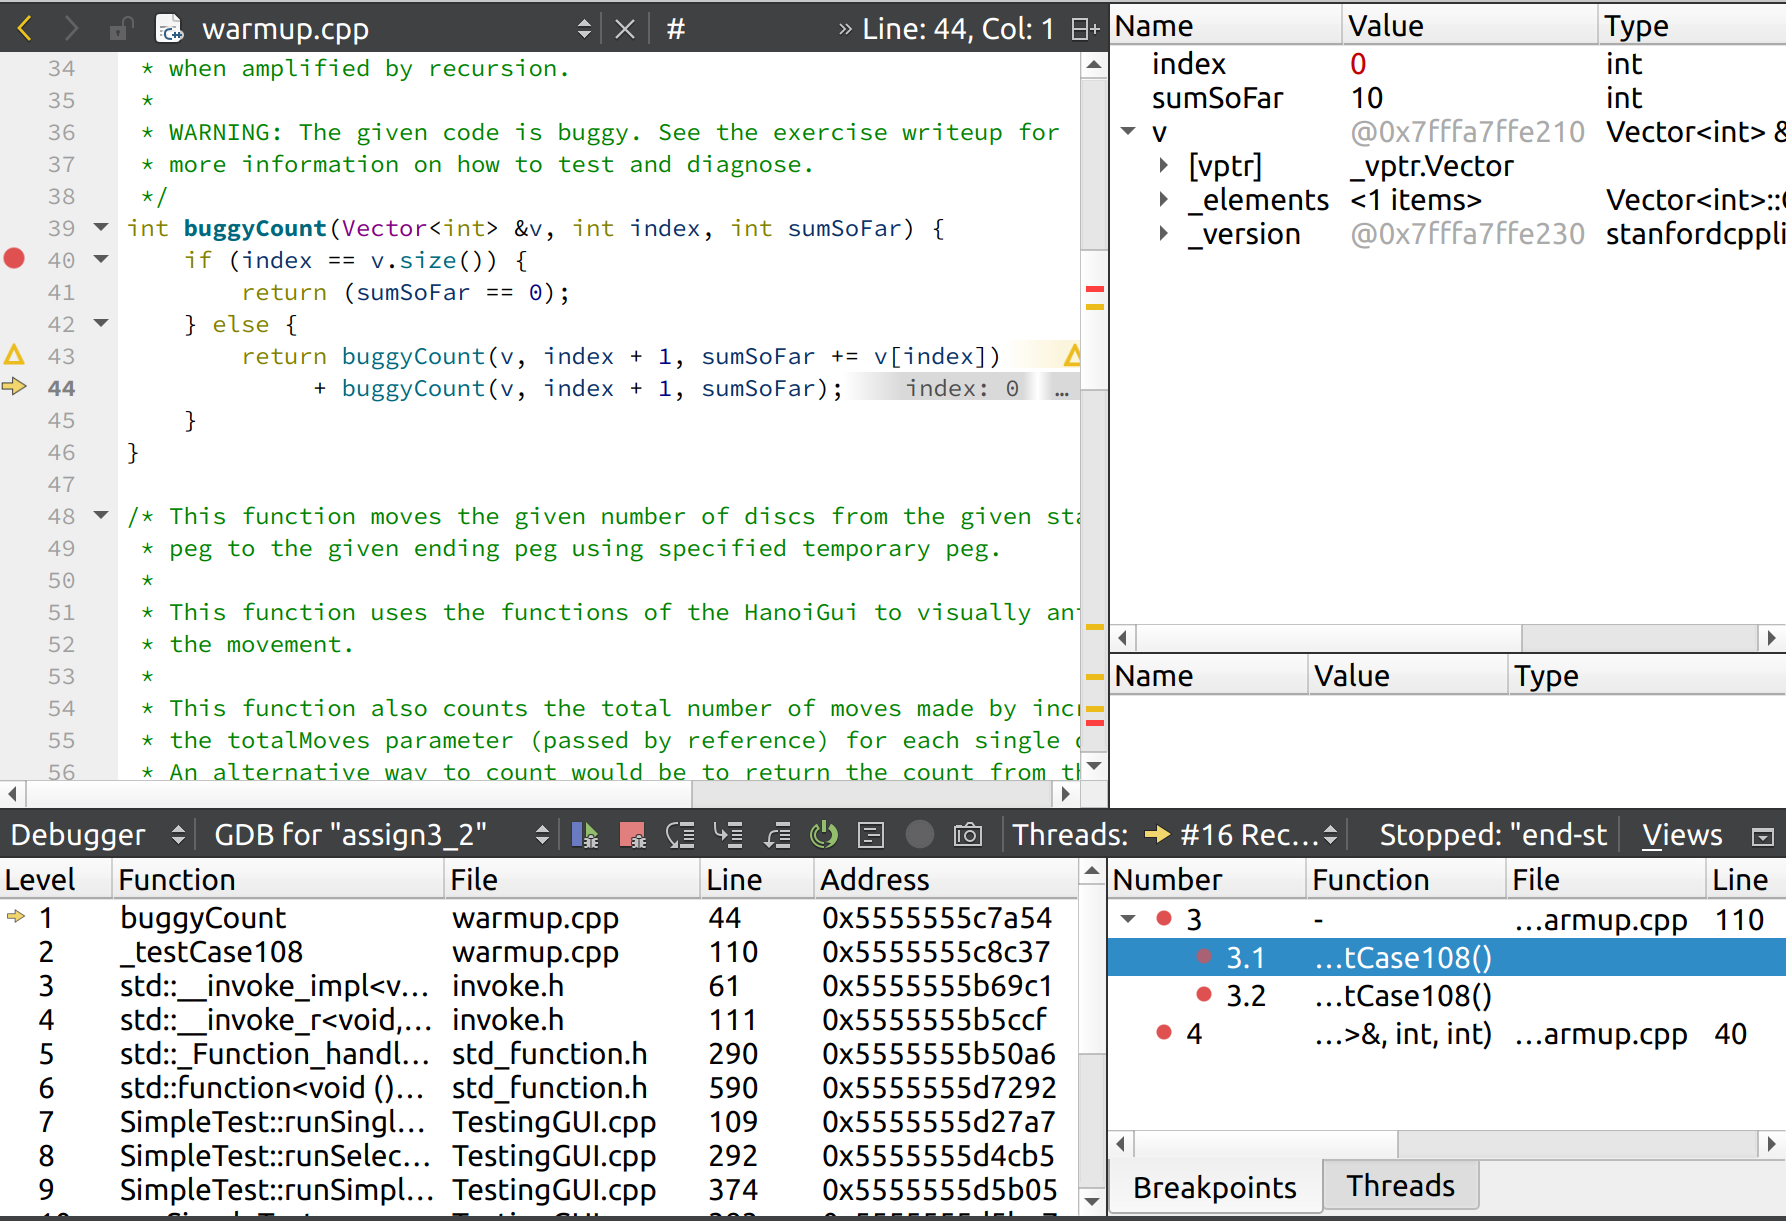 warmup.cpp # » Line: 44, Col: 1
34 * when amplified by recursion.
35 *
36 * WARNING: The given code is buggy. See the exercise writeup for
37 * more information on how to test and diagnose.
38 */
39 int buggyCount(Vector<int> &v, int index, int sumSoFar) {
40 if (index == v.size()) {
41 return (sumSoFar == 0);
42 } else {
43 return buggyCount(v, index + 1, sumSoFar += v[index])
44 + buggyCount(v, index + 1, sumSoFar); index: 0 …
45 }
46 }
47
48 /* This function moves the given number of discs from the given sta
49 * peg to the given ending peg using specified temporary peg.
50 *
51 * This function uses the functions of the HanoiGui to visually an
52 * the movement.
53 *
54 * This function also counts the total number of moves made by incr
55 * the totalMoves parameter (passed by reference) for each single
56 * An alternative way to count would be to return the count from th
Name Value Type
index 0 int
sumSoFar 10 int
v @0x7fffa7ffe210 Vector<int> &
[vptr] _vptr.Vector
_elements <1 items> Vector<int>::
_version @0x7fffa7ffe230 stanfordcppli
Name Value Type
Debugger GDB for "assign3_2" Threads: #16 Rec... Stopped: "end-st Views
Level Function File Line Address
1 buggyCount warmup.cpp 44 0x5555555c7a54
2 _testCase108 warmup.cpp 110 0x5555555c8c37
3 std::__invoke_impl<v... invoke.h 61 0x5555555b69c1
4 std::__invoke_r<void,... invoke.h 111 0x5555555b5ccf
5 std::_Function_handl... std_function.h 290 0x5555555b50a6
6 std::function<void ()... std_function.h 590 0x5555555d7292
7 SimpleTest::runSingl... TestingGUI.cpp 109 0x5555555d27a7
8 SimpleTest::runSelec... TestingGUI.cpp 292 0x5555555d4cb5
9 SimpleTest::runSimpl... TestingGUI.cpp 374 0x5555555d5b05
Number Function File Line
3 - ...armup.cpp 110
3.1 ...tCase108()
3.2 ...tCase108()
4 ...>&, int, int) ...armup.cpp 40
Breakpoints Threads